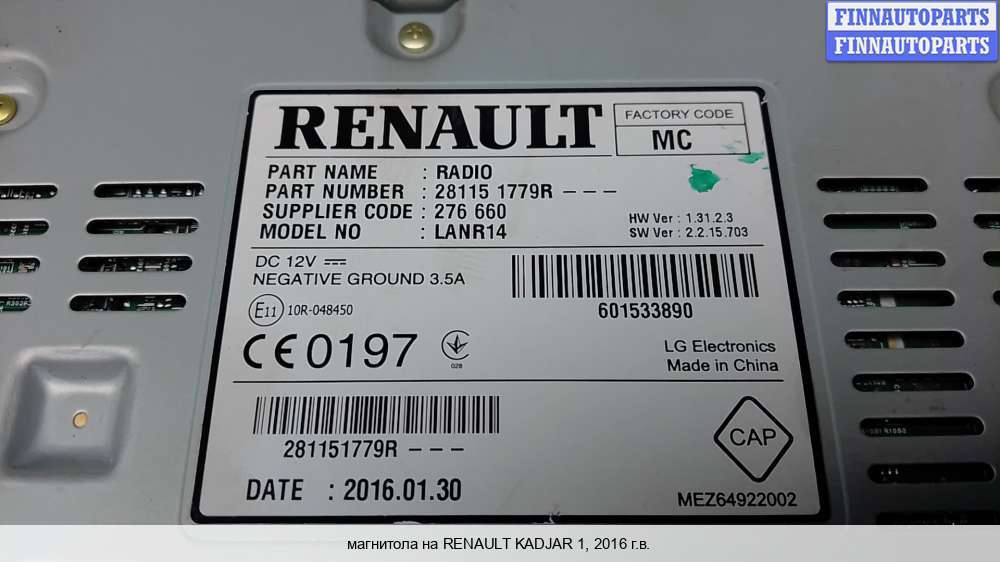 FINNAUTOPARTS
FINNAUTOPARTS
RENAULT
FACTORY CODE
MC
PART NAME : RADIO
PART NUMBER : 28115 1779R - - -
SUPPLIER CODE : 276 660
MODEL NO : LANR14
HW Ver : 1.31.2.3
SW Ver : 2.2.15.703
DC 12V
NEGATIVE GROUND 3.5A
E11 10R-048450
601533890
CE0197
028
LG Electronics
Made in China
281151779R - - -
CAP
DATE : 2016.01.30
MEZ64922002
магнитола на RENAULT KADJAR 1, 2016 г.в.